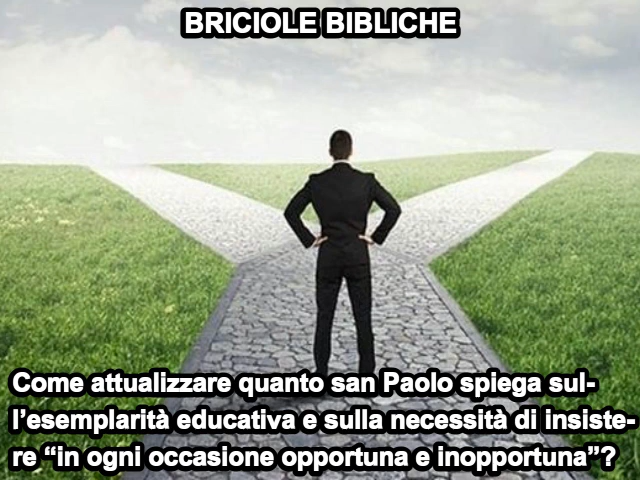 BRICIOLE BIBLICHE
Come attualizzare quanto san Paolo spiega sul-
l’esemplarità educativa e sulla necessità di insiste-
re “in ogni occasione opportuna e inopportuna”?